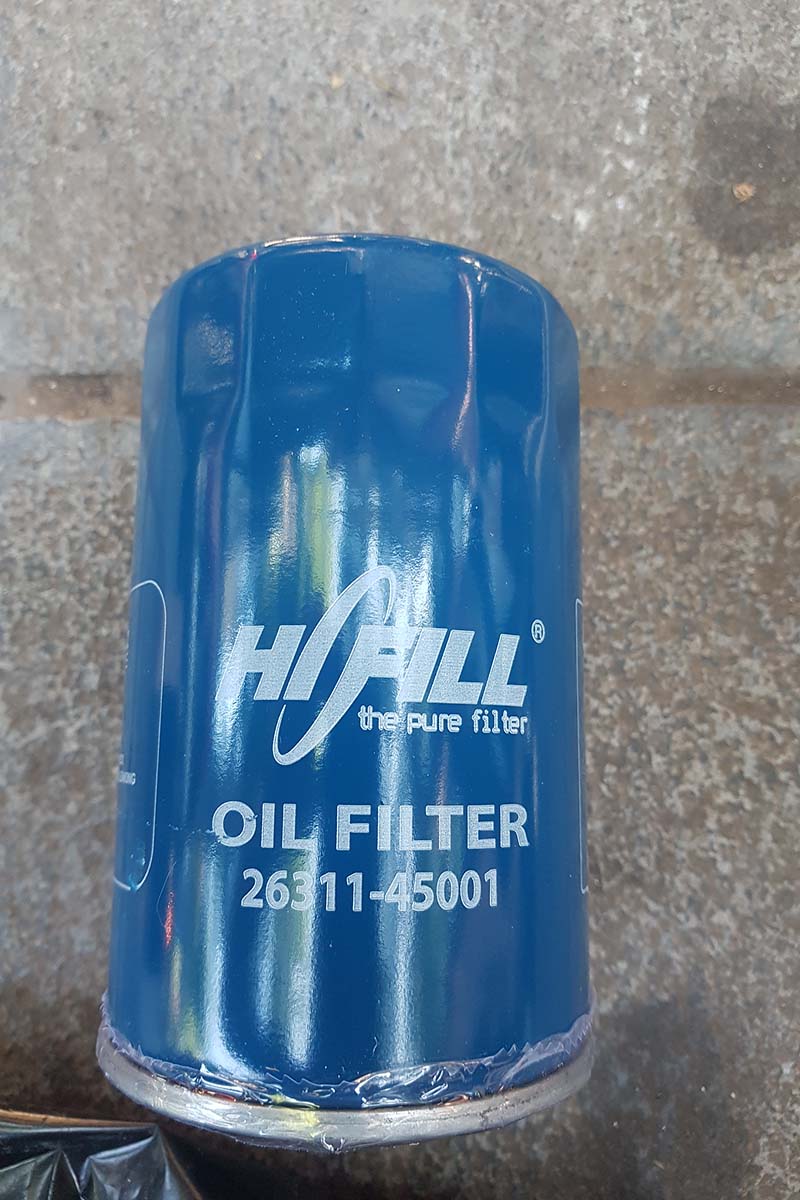 HIFILL®
the pure filter
OIL FILTER
26311-45001